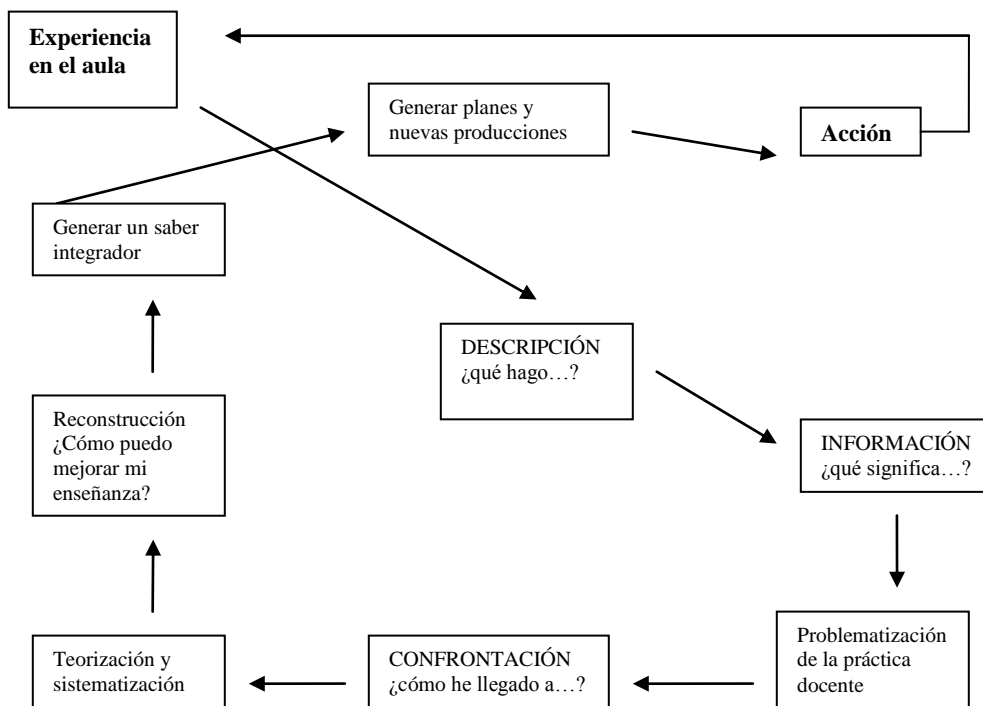 Experiencia
en el aula
Generar planes y
nuevas producciones
Acción
Generar un saber
integrador
DESCRIPCIÓN
¿qué hago…?
Reconstrucción
¿Cómo puedo
mejorar mi
enseñanza?
INFORMACIÓN
¿qué significa…?
Teorización y
sistematización
CONFRONTACIÓN
¿cómo he llegado a…?
Problematización
de la práctica
docente